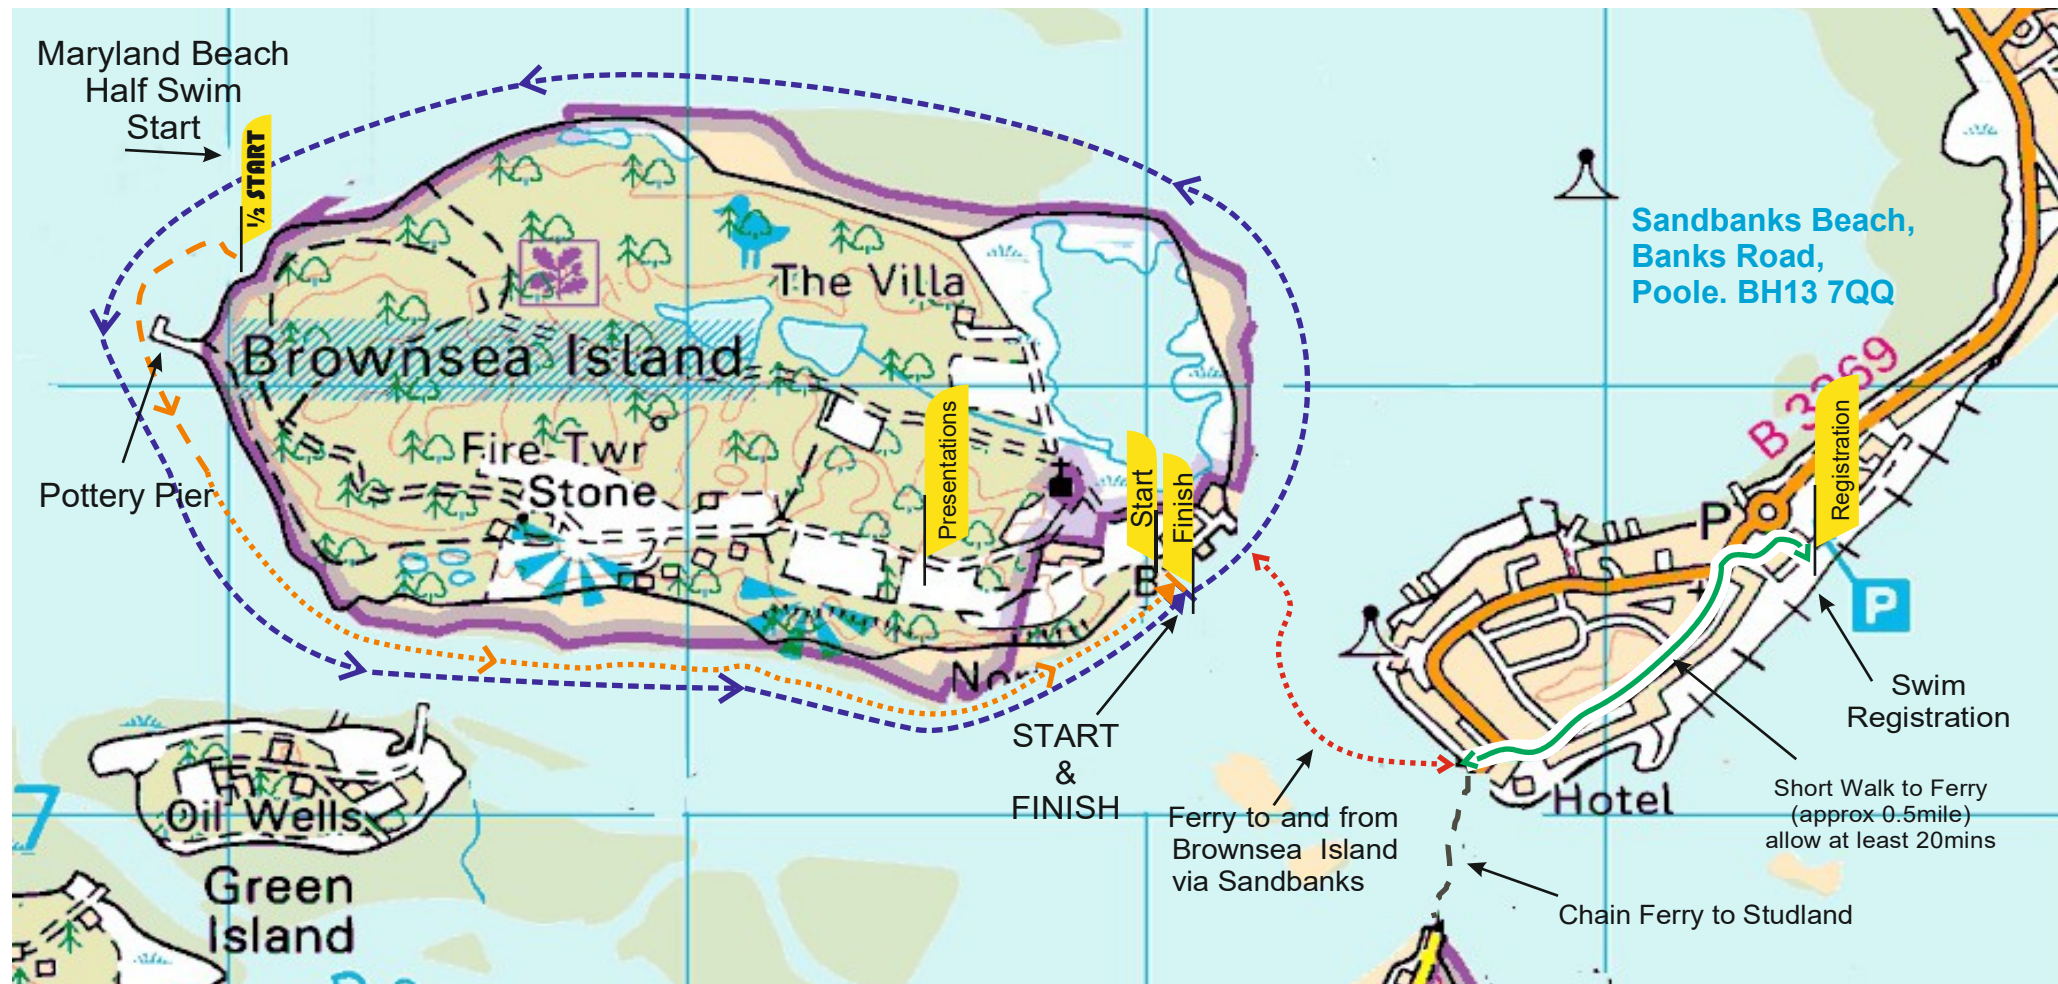 Maryland Beach
Half Swim
Start
½ START
Sandbanks Beach,
Banks Road,
Poole. BH13 7QQ
The Villa
Brownsea Island
B 3369
Presentations
Registration
Start
Finish
Fire Twr
Stone
Pottery Pier
P
B
P
Swim
Registration
START
&
FINISH
Short Walk to Ferry
(approx 0.5mile)
allow at least 20mins
Hotel
Ferry to and from
Brownsea Island
via Sandbanks
Oil Wells
7
Green
Island
Chain Ferry to Studland